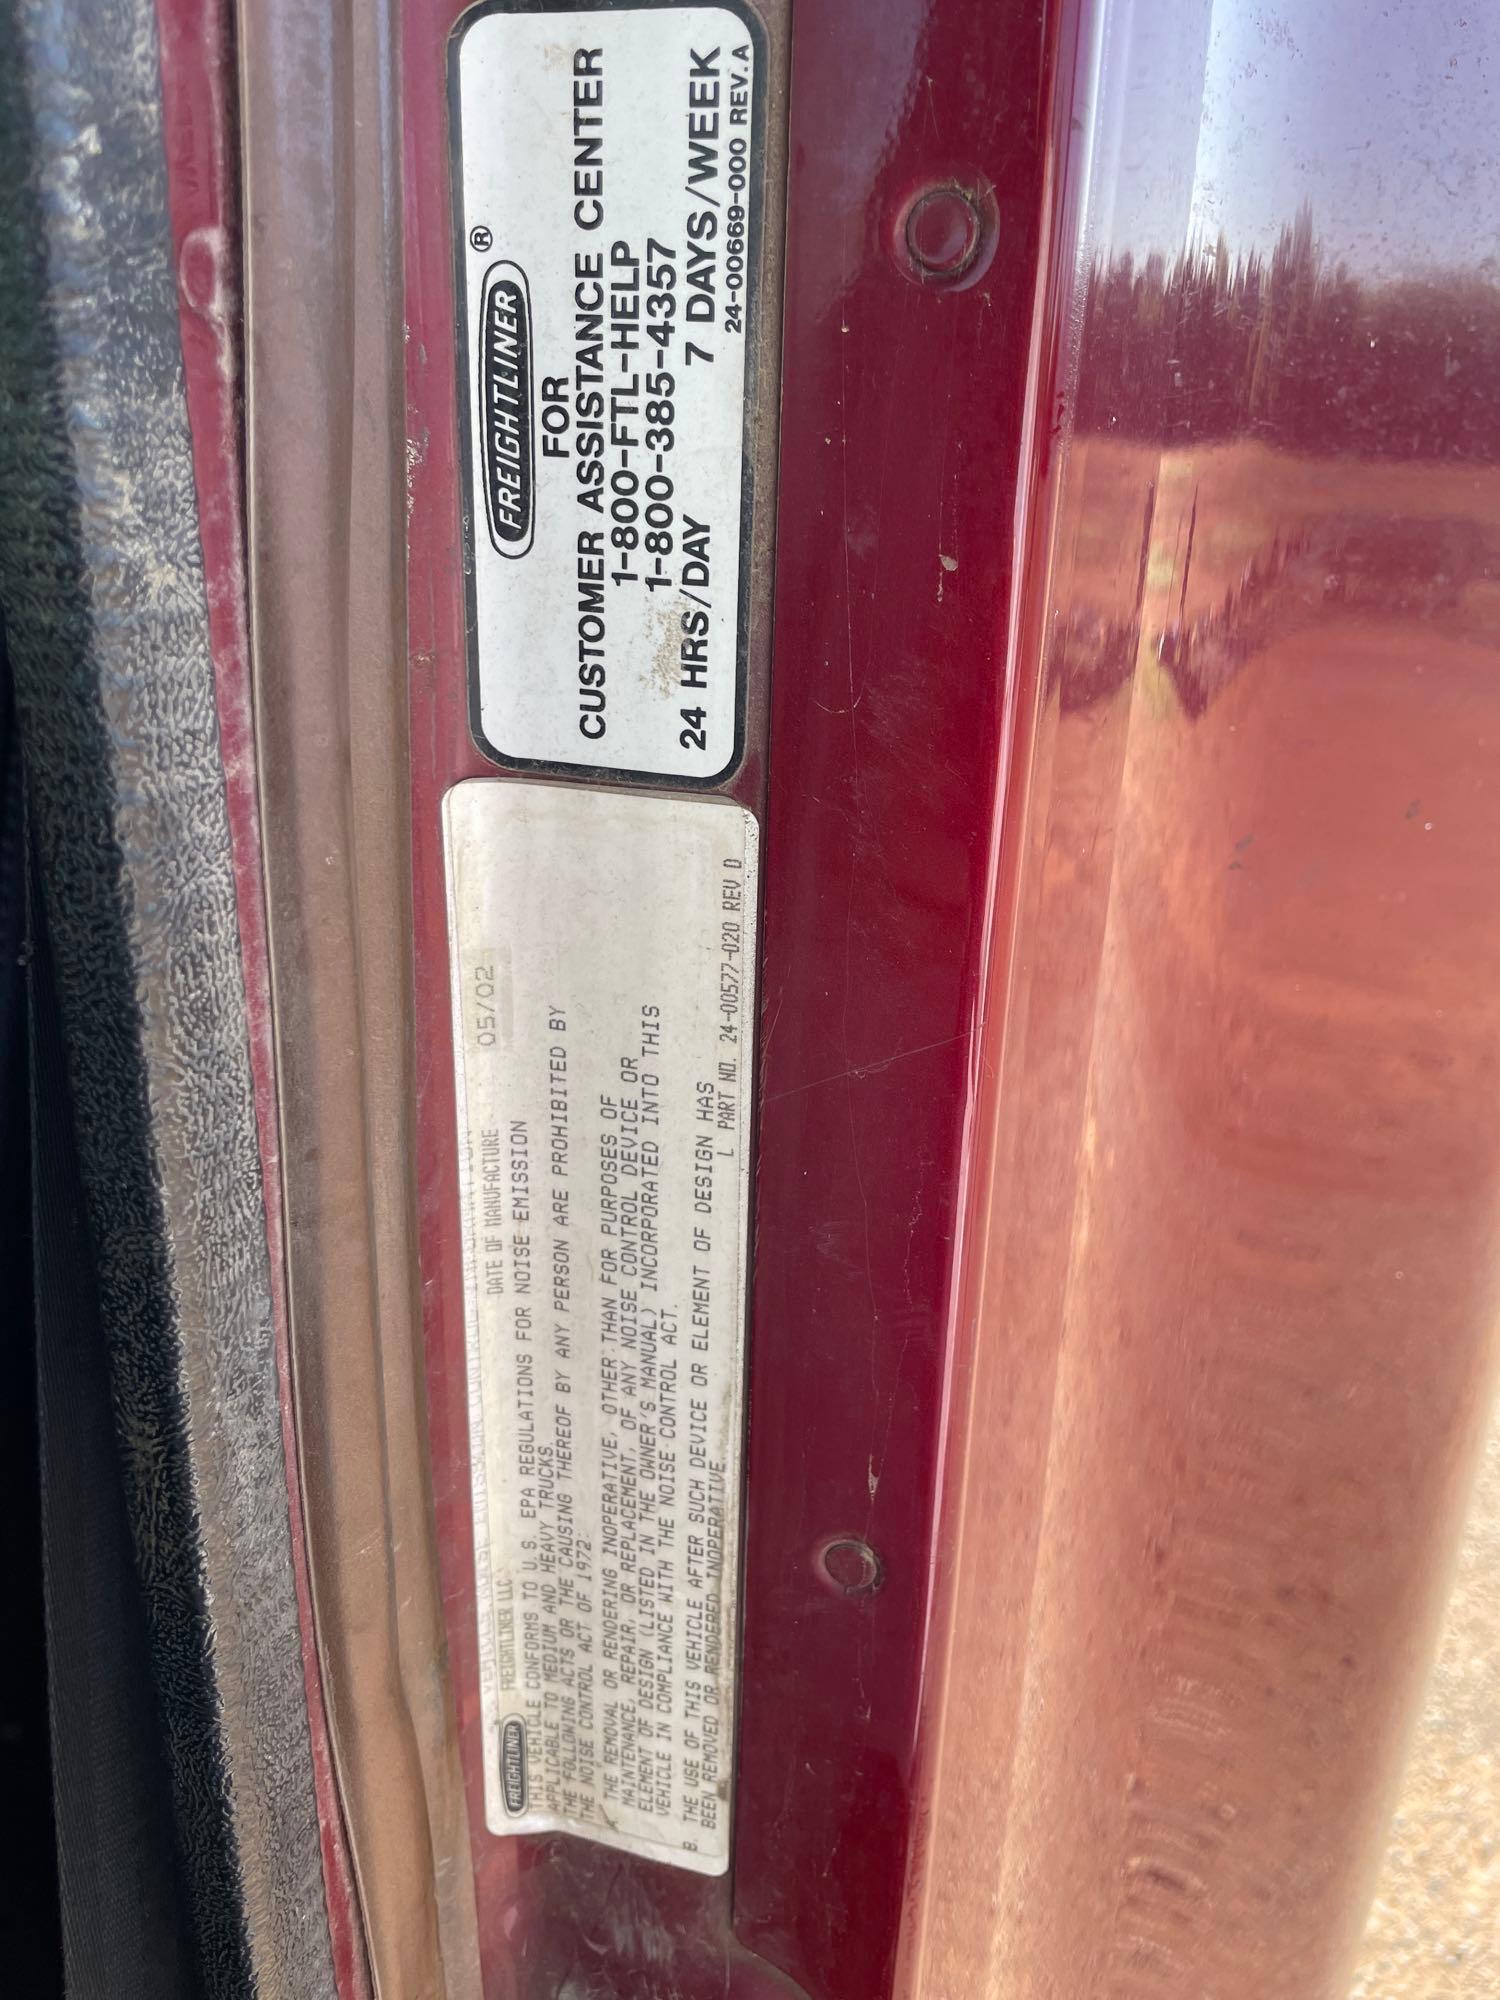 FREIGHTLINER®
FOR
CUSTOMER ASSISTANCE CENTER
1-800-FTL-HELP
1-800-385-4357
24 HRS/DAY 7 DAYS/WEEK
24-00669-000 REV.A
VEHICLE NOISE EMISSION CONTROL INFORMATION
FREIGHTLINER FREIGHTLINER LLC DATE OF MANUFACTURE 05/02
THIS VEHICLE CONFORMS TO U.S. EPA REGULATIONS FOR NOISE EMISSION
APPLICABLE TO MEDIUM AND HEAVY TRUCKS.
THE FOLLOWING ACTS OR THE CAUSING THEREOF BY ANY PERSON ARE PROHIBITED BY
THE NOISE CONTROL ACT OF 1972:
A. THE REMOVAL OR RENDERING INOPERATIVE, OTHER THAN FOR PURPOSES OF
MAINTENANCE, REPAIR, OR REPLACEMENT, OF ANY NOISE CONTROL DEVICE OR
ELEMENT OF DESIGN (LISTED IN THE OWNER'S MANUAL) INCORPORATED INTO THIS
VEHICLE IN COMPLIANCE WITH THE NOISE CONTROL ACT.
B. THE USE OF THIS VEHICLE AFTER SUCH DEVICE OR ELEMENT OF DESIGN HAS
BEEN REMOVED OR RENDERED INOPERATIVE.
L PART NO. 24-00577-020 REV D